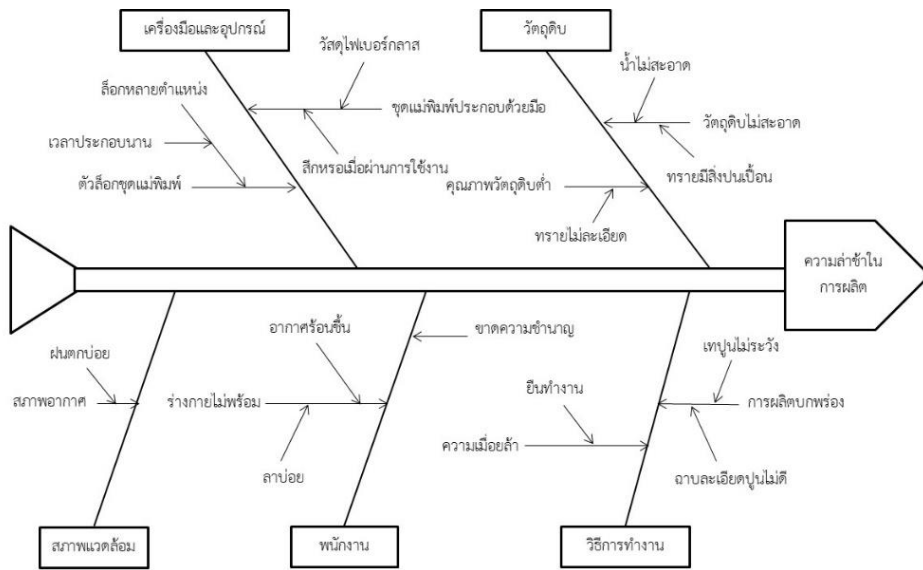 เครื่องมือและอุปกรณ์
วัตถุดิบ
วัสดุไฟเบอร์กลาส
น้ำไม่สะอาด
ล็อกหลายตำแหน่ง
ชุดแม่พิมพ์ประกอบด้วยมือ
วัตถุดิบไม่สะอาด
เวลาประกอบนาน
สึกหรอเมื่อผ่านการใช้งาน
ทรายมีสิ่งปนเปื้อน
ตัวล็อกชุดแม่พิมพ์
คุณภาพวัตถุดิบต่ำ
ทรายไม่ละเอียด
ความล่าช้าใน
การผลิต
อากาศร้อนชื้น
ขาดความชำนาญ
ฝนตกบ่อย
เทปูนไม่ระวัง
สภาพอากาศ
ร่างกายไม่พร้อม
ยืนทำงาน
การผลิตบกพร่อง
ความเมื่อยล้า
ลาบ่อย
ฉาบละเอียดปูนไม่ดี
สภาพแวดล้อม
พนักงาน
วิธีการทำงาน